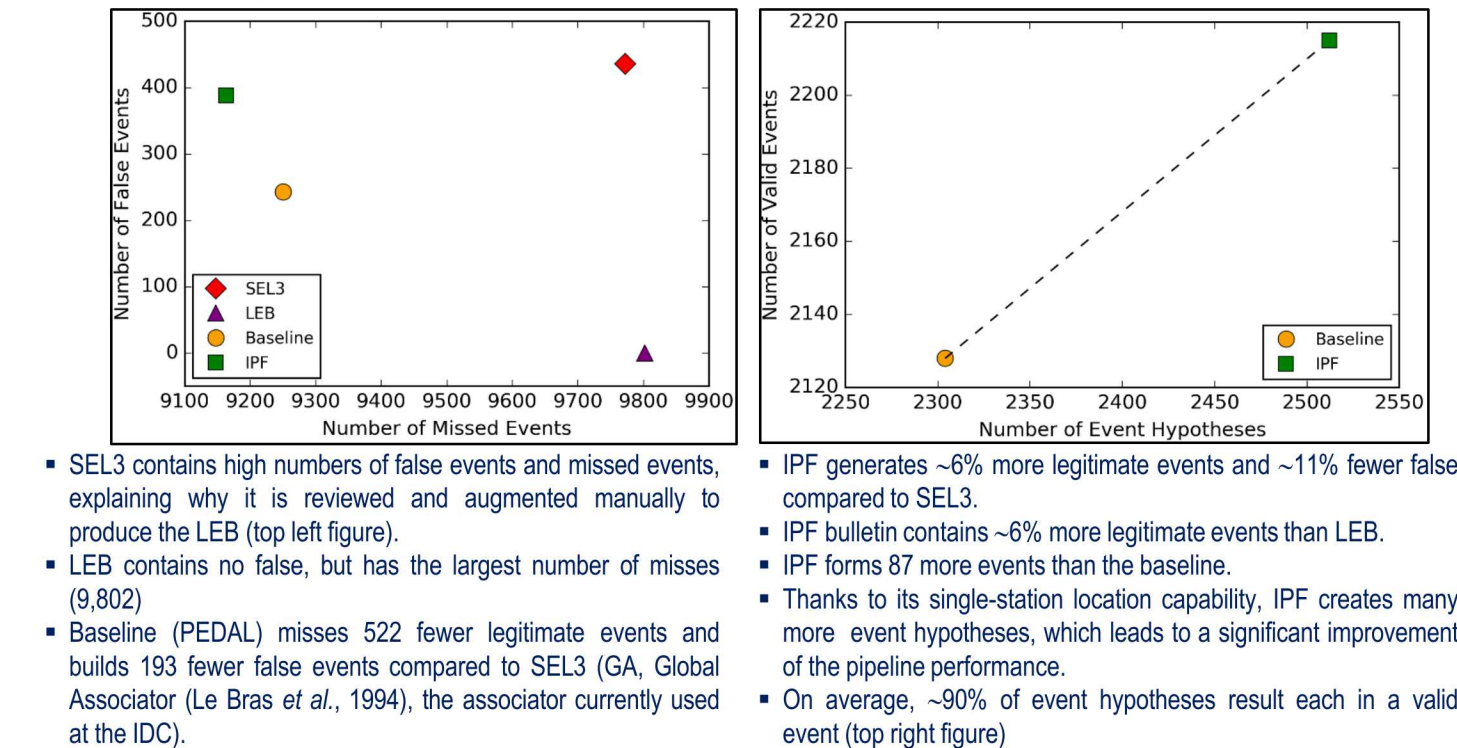 500
400
300
200
100
0
Number of False Events
SEL3
LEB
Baseline
IPF
9100 9200 9300 9400 9500 9600 9700 9800 9900
Number of Missed Events
2220
2200
2180
2160
2140
2120
Number of Valid Events
Baseline
IPF
2250 2300 2350 2400 2450 2500 2550
Number of Event Hypotheses
▪ SEL3 contains high numbers of false events and missed events,
explaining why it is reviewed and augmented manually to
produce the LEB (top left figure).
▪ LEB contains no false, but has the largest number of misses
(9,802)
▪ Baseline (PEDAL) misses 522 fewer legitimate events and
builds 193 fewer false events compared to SEL3 (GA, Global
Associator (Le Bras et al., 1994), the associator currently used
at the IDC).
▪ IPF generates ~6% more legitimate events and ~11% fewer false
compared to SEL3.
▪ IPF bulletin contains ~6% more legitimate events than LEB.
▪ IPF forms 87 more events than the baseline.
▪ Thanks to its single-station location capability, IPF creates many
more event hypotheses, which leads to a significant improvement
of the pipeline performance.
▪ On average, ~90% of event hypotheses result each in a valid
event (top right figure)